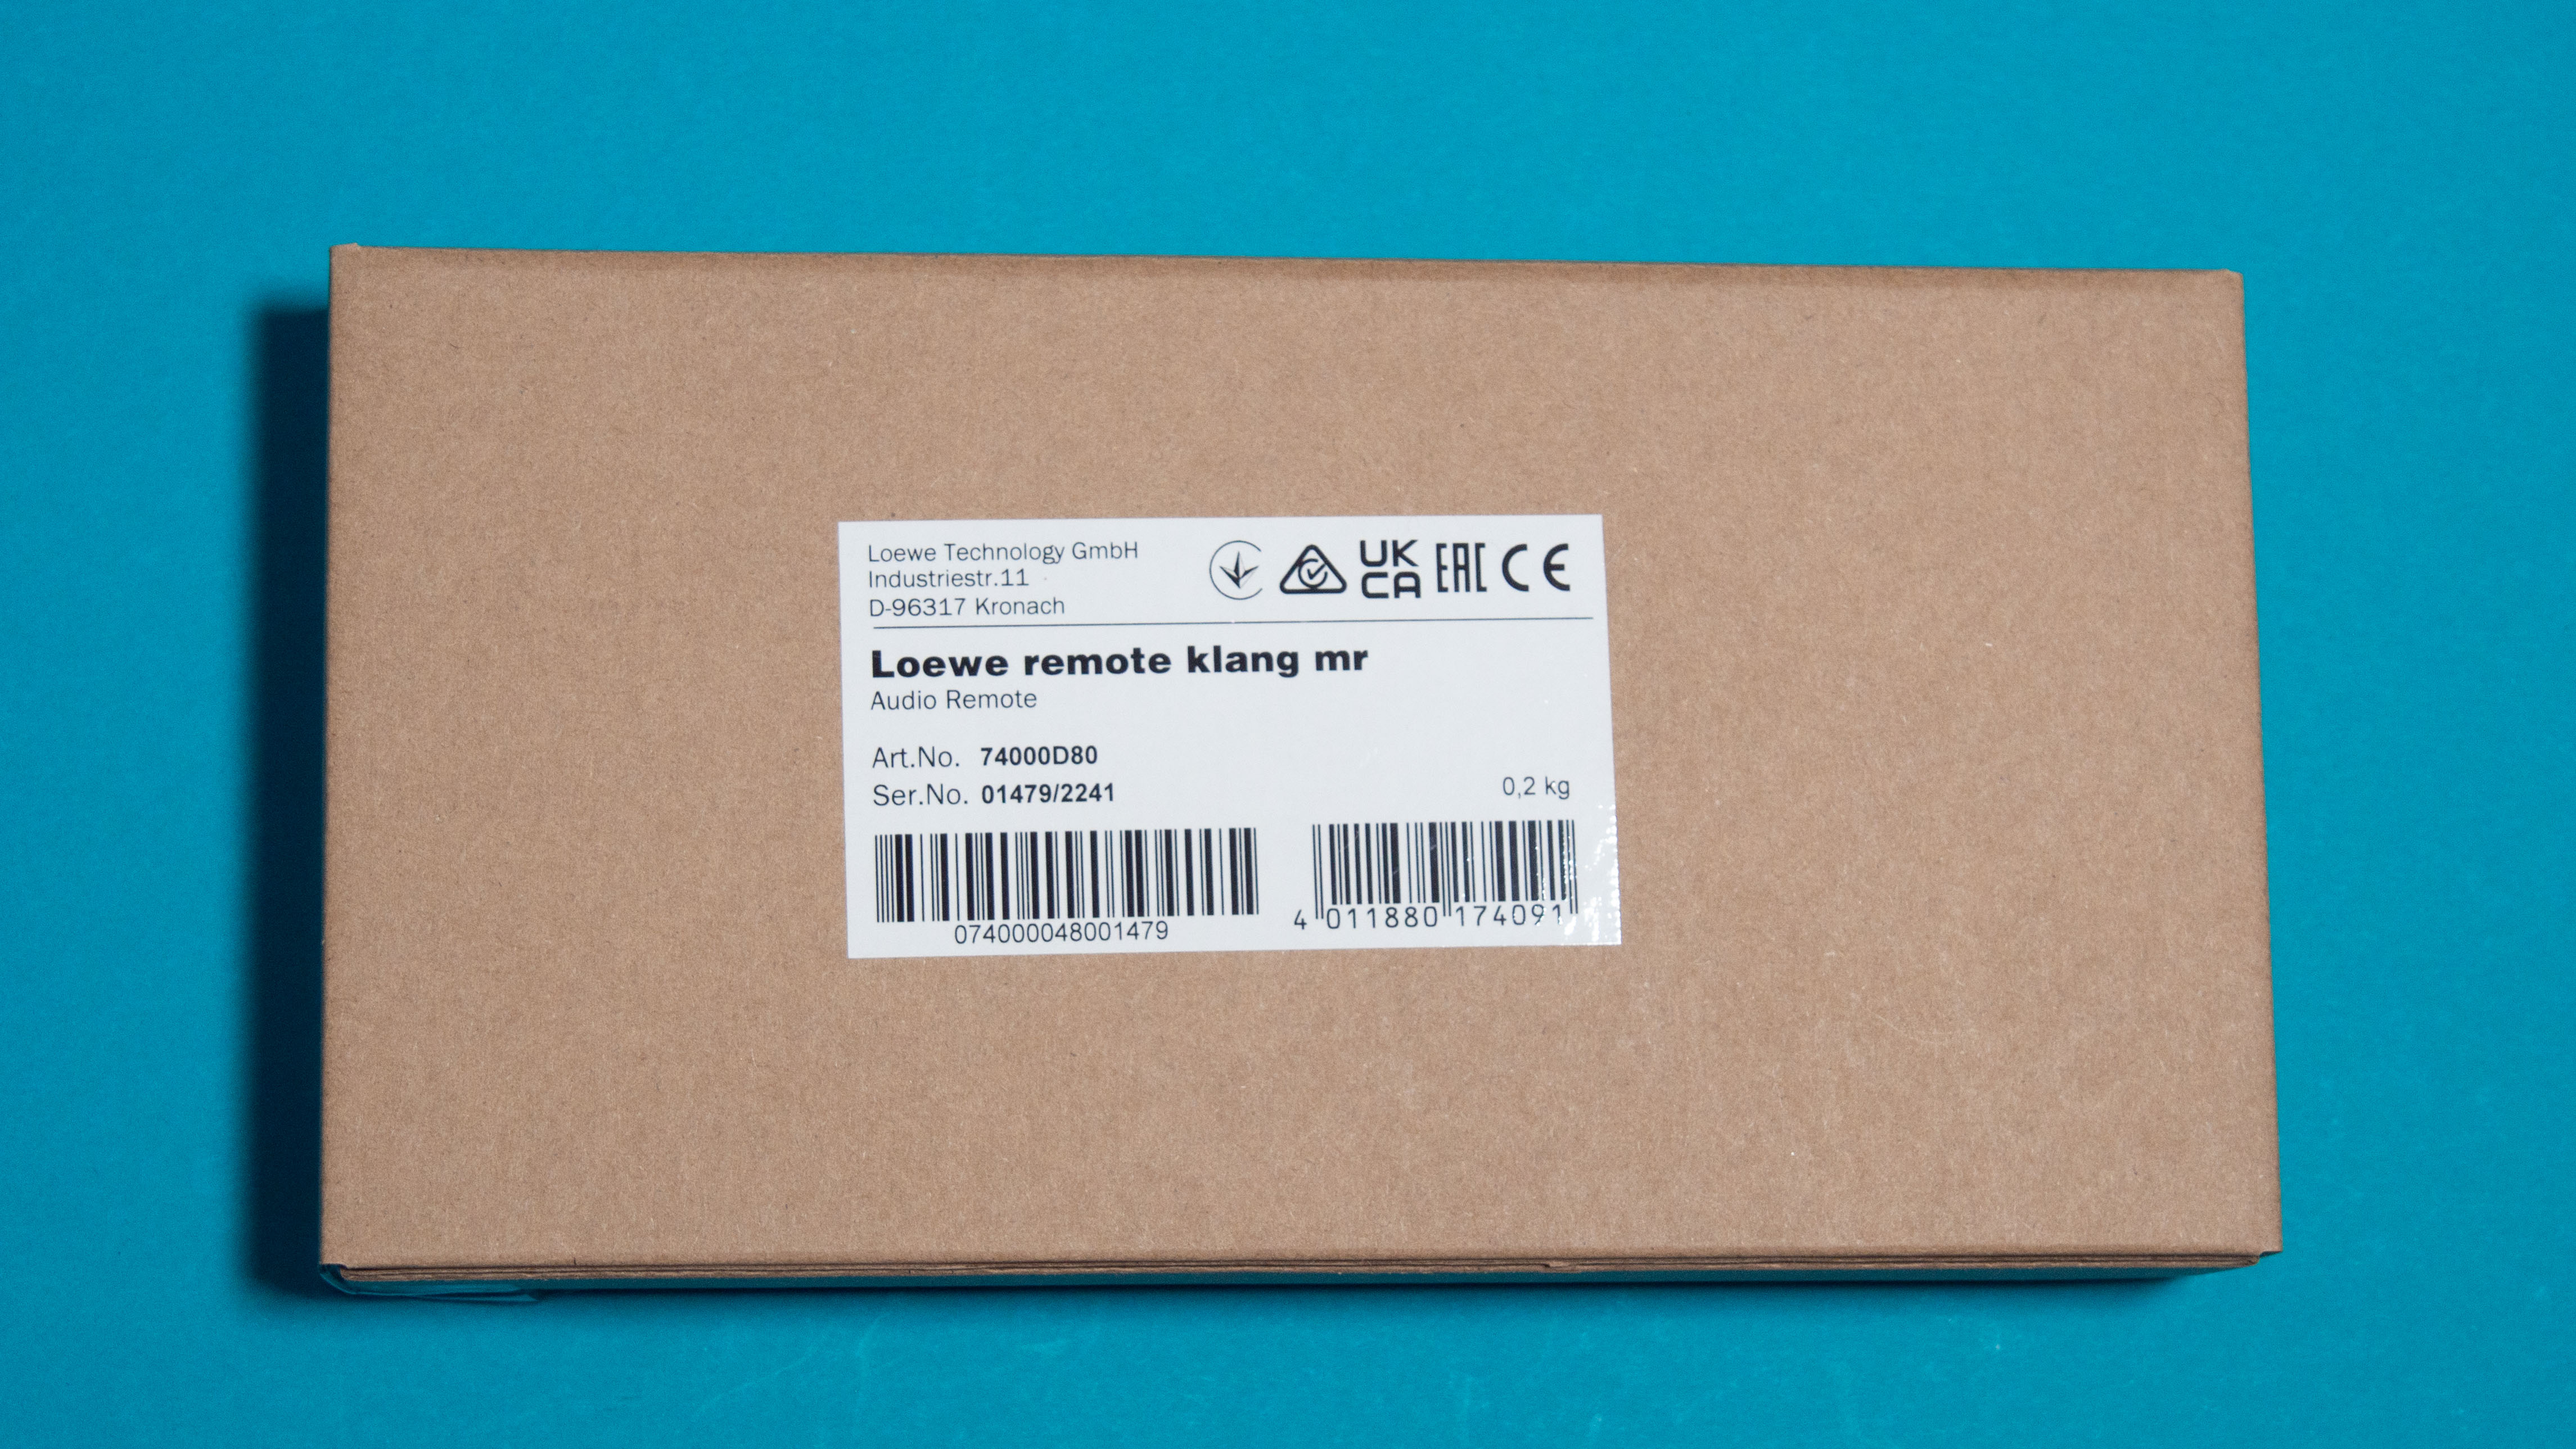 Loewe Technology GmbH
Industriestr.11
D-96317 Kronach
UK
CA
EAC
CE
Loewe remote klang mr
Audio Remote
Art.No. 74000D80
Ser.No. 01479/2241
0,2 kg
074000048001479
4 011880 174091